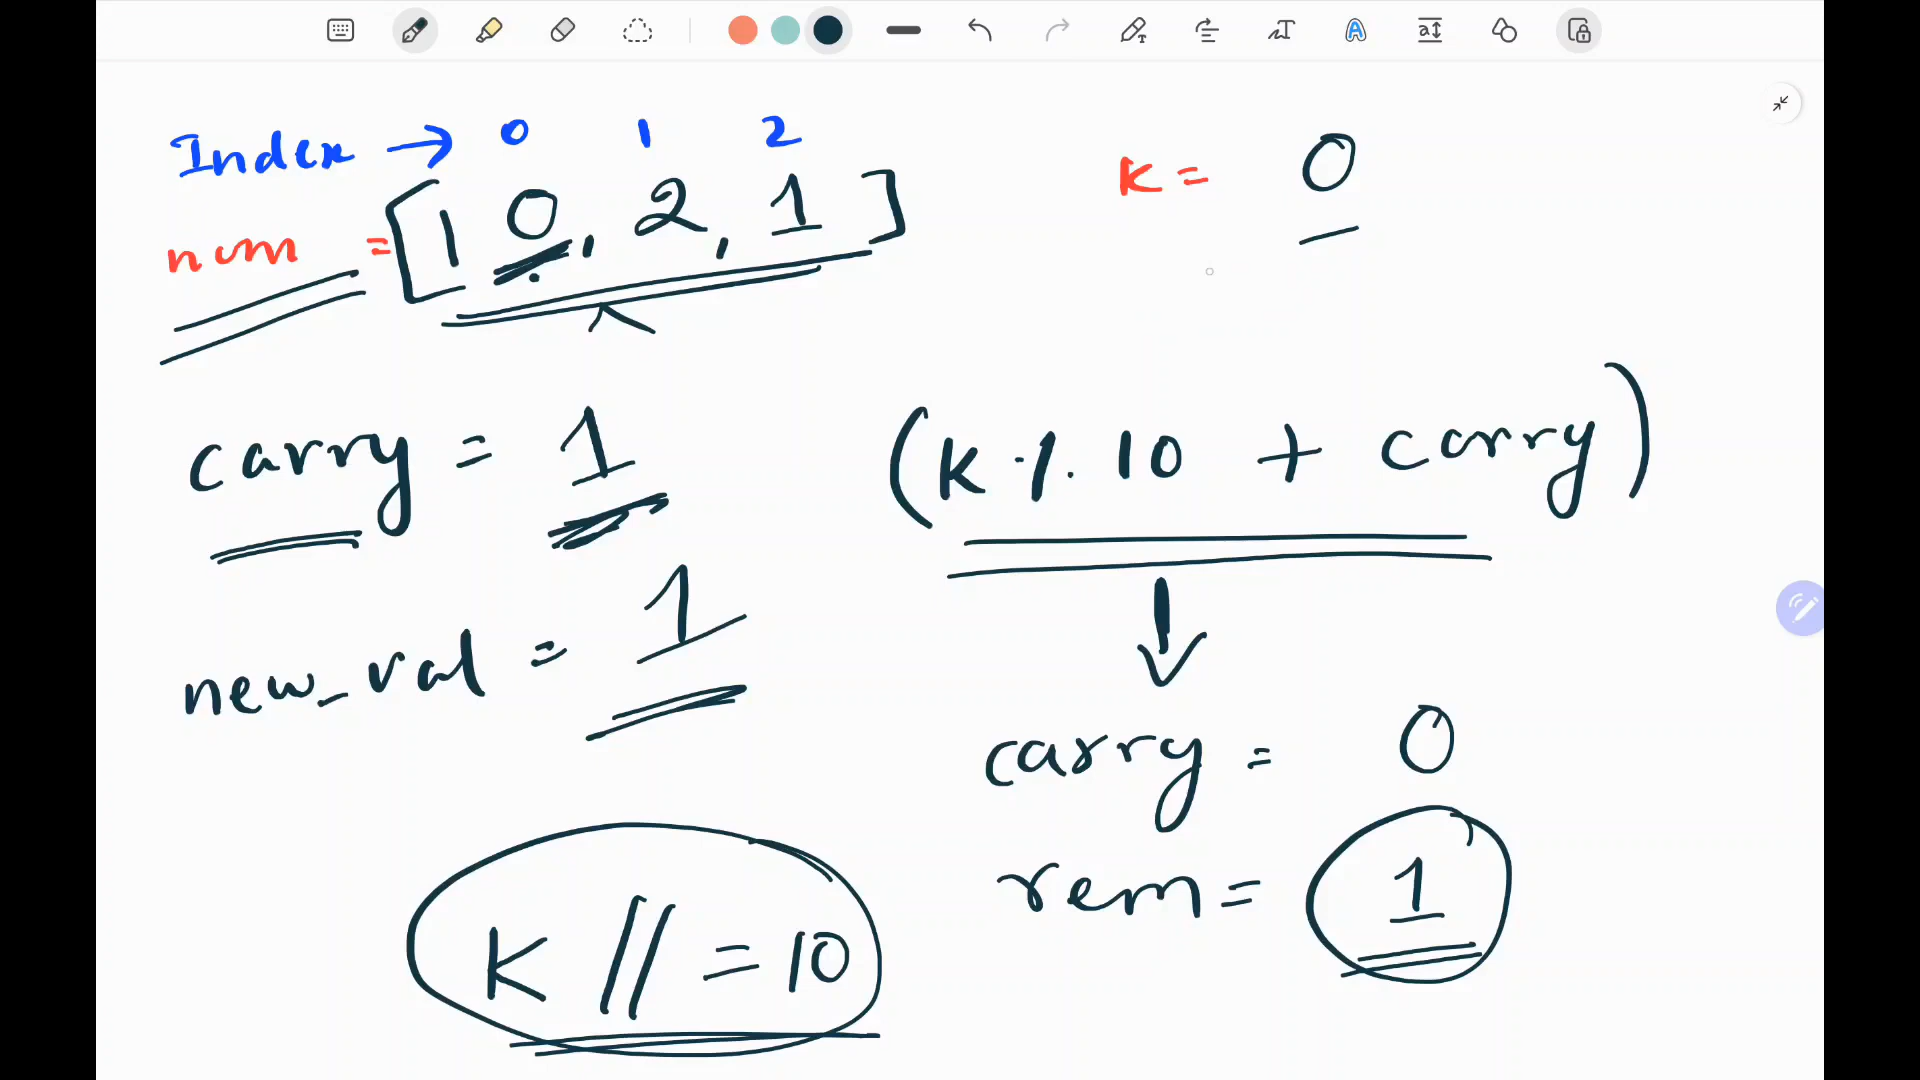 Index → 0 1 2
num = [1 0, 2, 1]
k = 0
carry = 1
(k % 10 + carry)
new_val = 1
carry = 0
rem = 1
k // = 10